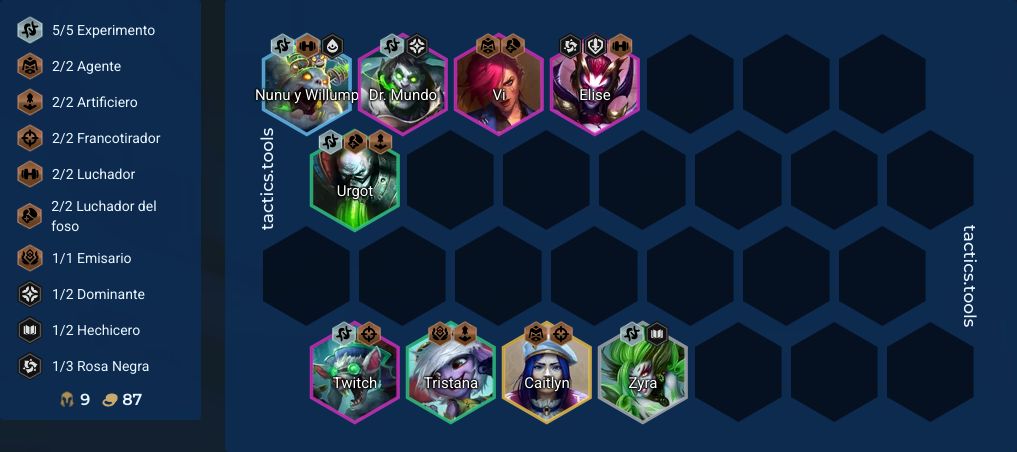 5/5 Experimento
2/2 Agente
2/2 Artificiero
2/2 Francotirador
2/2 Luchador
2/2 Luchador del
foso
1/1 Emisario
1/2 Dominante
1/2 Hechicero
1/3 Rosa Negra
9 87
tactics.tools
Nunu y Willump
Dr. Mundo
Vi
Elise
Urgot
Twitch
Tristana
Caitlyn
Zyra
tactics.tools